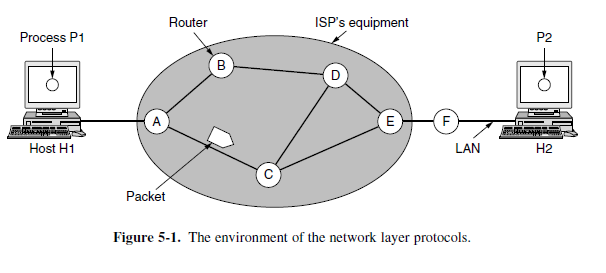 Router
ISP's equipment
Process P1
P2
B
D
A
E
F
C
Host H1
LAN
H2
Packet
Figure 5-1. The environment of the network layer protocols.